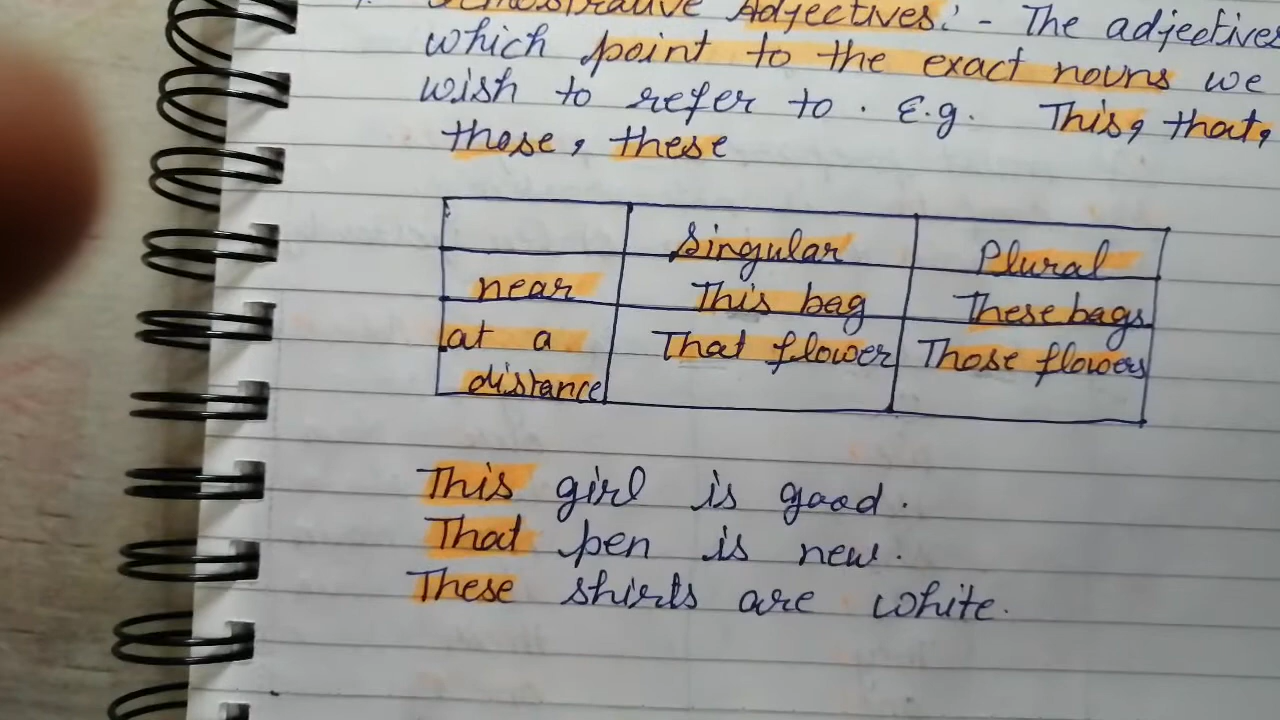 Demonstrative Adjectives:- The adjectives
which point to the exact nouns we
wish to refer to. E.g. This, that,
those, these
Singular Plural
near This bag These bags
at a That flower Those flowers
distance
This girl is good.
That pen is new.
These shirts are white.